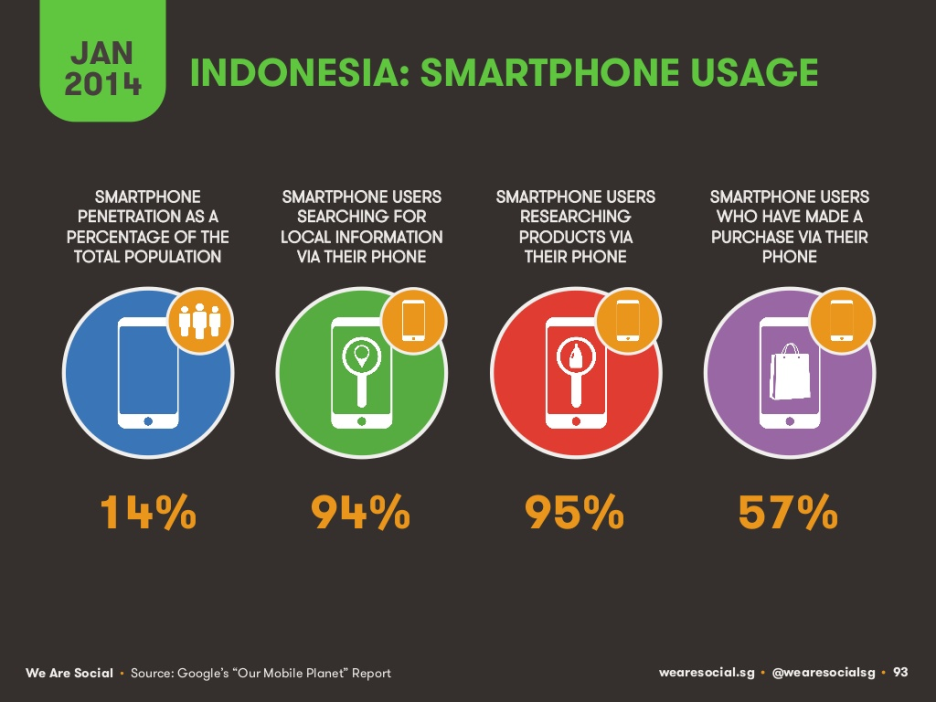 JAN
2014
INDONESIA: SMARTPHONE USAGE
SMARTPHONE
PENETRATION AS A
PERCENTAGE OF THE
TOTAL POPULATION
14%
SMARTPHONE USERS
SEARCHING FOR
LOCAL INFORMATION
VIA THEIR PHONE
94%
SMARTPHONE USERS
RESEARCHING
PRODUCTS VIA
THEIR PHONE
95%
SMARTPHONE USERS
WHO HAVE MADE A
PURCHASE VIA THEIR
PHONE
57%
We Are Social • Source: Google's “Our Mobile Planet” Report
wearesocial.sg • @wearesocialsg • 93